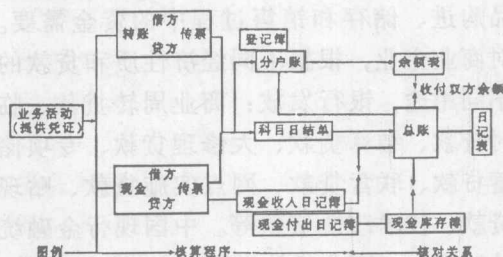 借方
转账 传票
贷方
登记簿
分户账
余额表
收付双方余额
业务活动
(提供凭证)
科目日结单
总账
日记表
借方
现金 传票
贷方
现金收入日记簿
现金付出日记簿
现金库存簿
图例 核算程序 核对关系